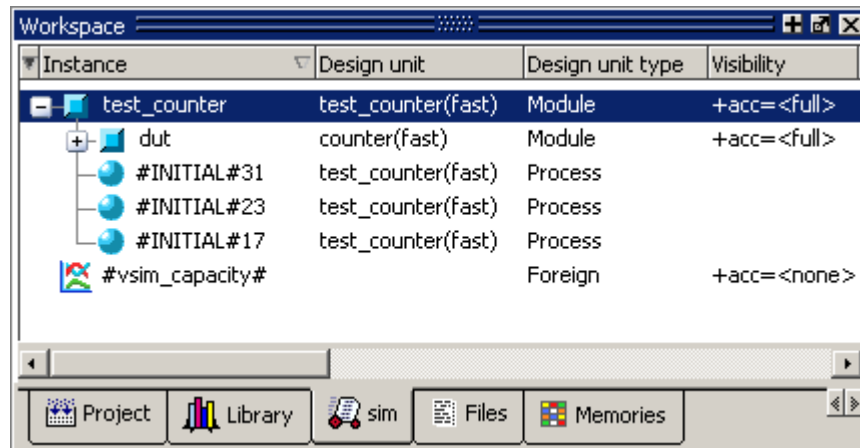 Workspace
Instance Design unit Design unit type Visibility
test_counter test_counter(fast) Module +acc=<full>
dut counter(fast) Module +acc=<full>
#INITIAL#31 test_counter(fast) Process
#INITIAL#23 test_counter(fast) Process
#INITIAL#17 test_counter(fast) Process
#vsim_capacity# Foreign +acc=<none>
Project Library sim Files Memories